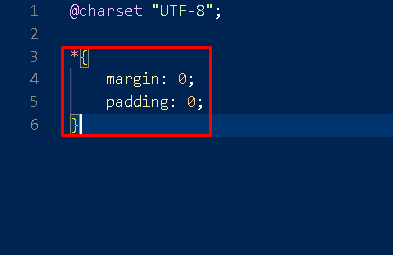 1 @charset "UTF-8";
2
3 *{
4 margin: 0;
5 padding: 0;
6 }